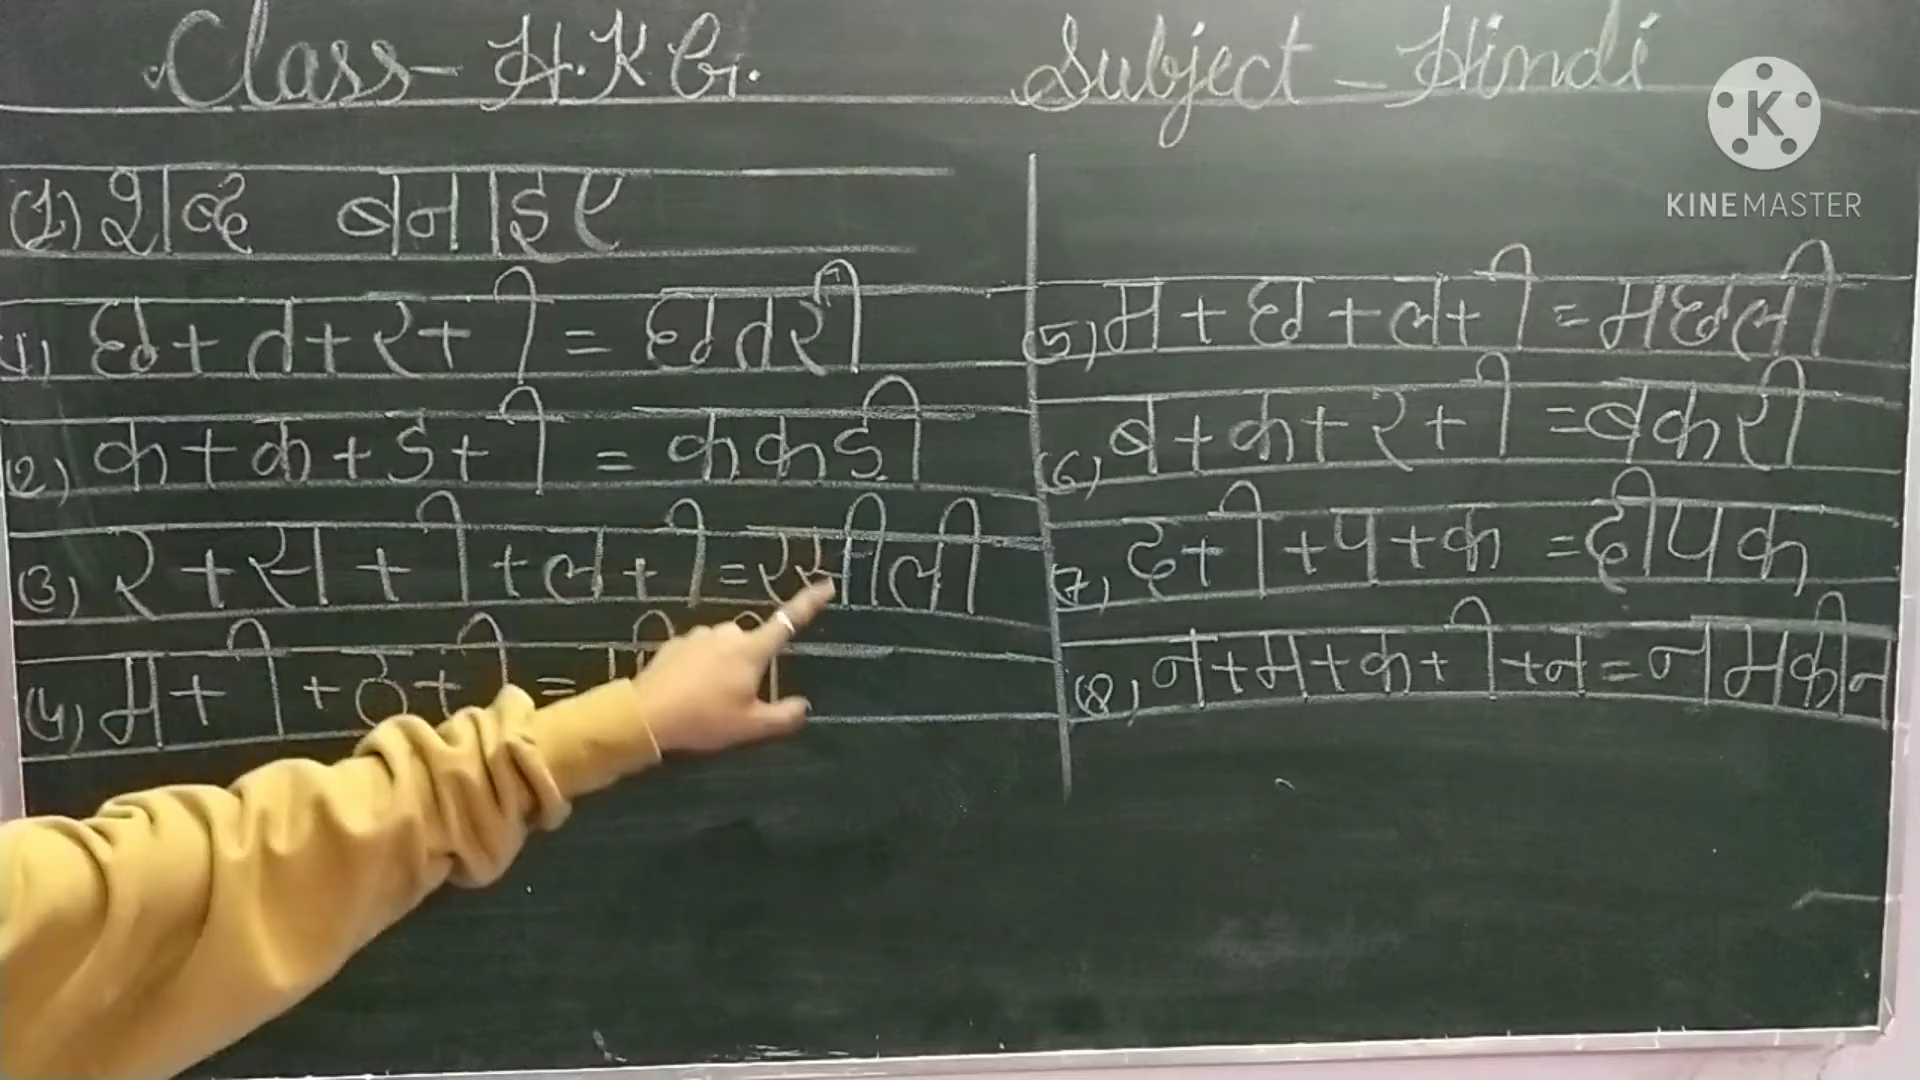 Class- H.K.G.
Subject - Hindi
K
KINEMASTER
(1) शब्द बनाइए
(1) छ + त + र + ी = छतरी
(2) क + क + ड + ी = ककड़ी
(3) र + स + ी + ल + ी = रसीली
(4) म + ी + ठ + ी =
(5) म + छ + ल + ी = मछली
(6) ब + क + र + ी = बकरी
(7) द + ी + प + क = दीपक
(8) न + म + क + ी + न = नमकीन